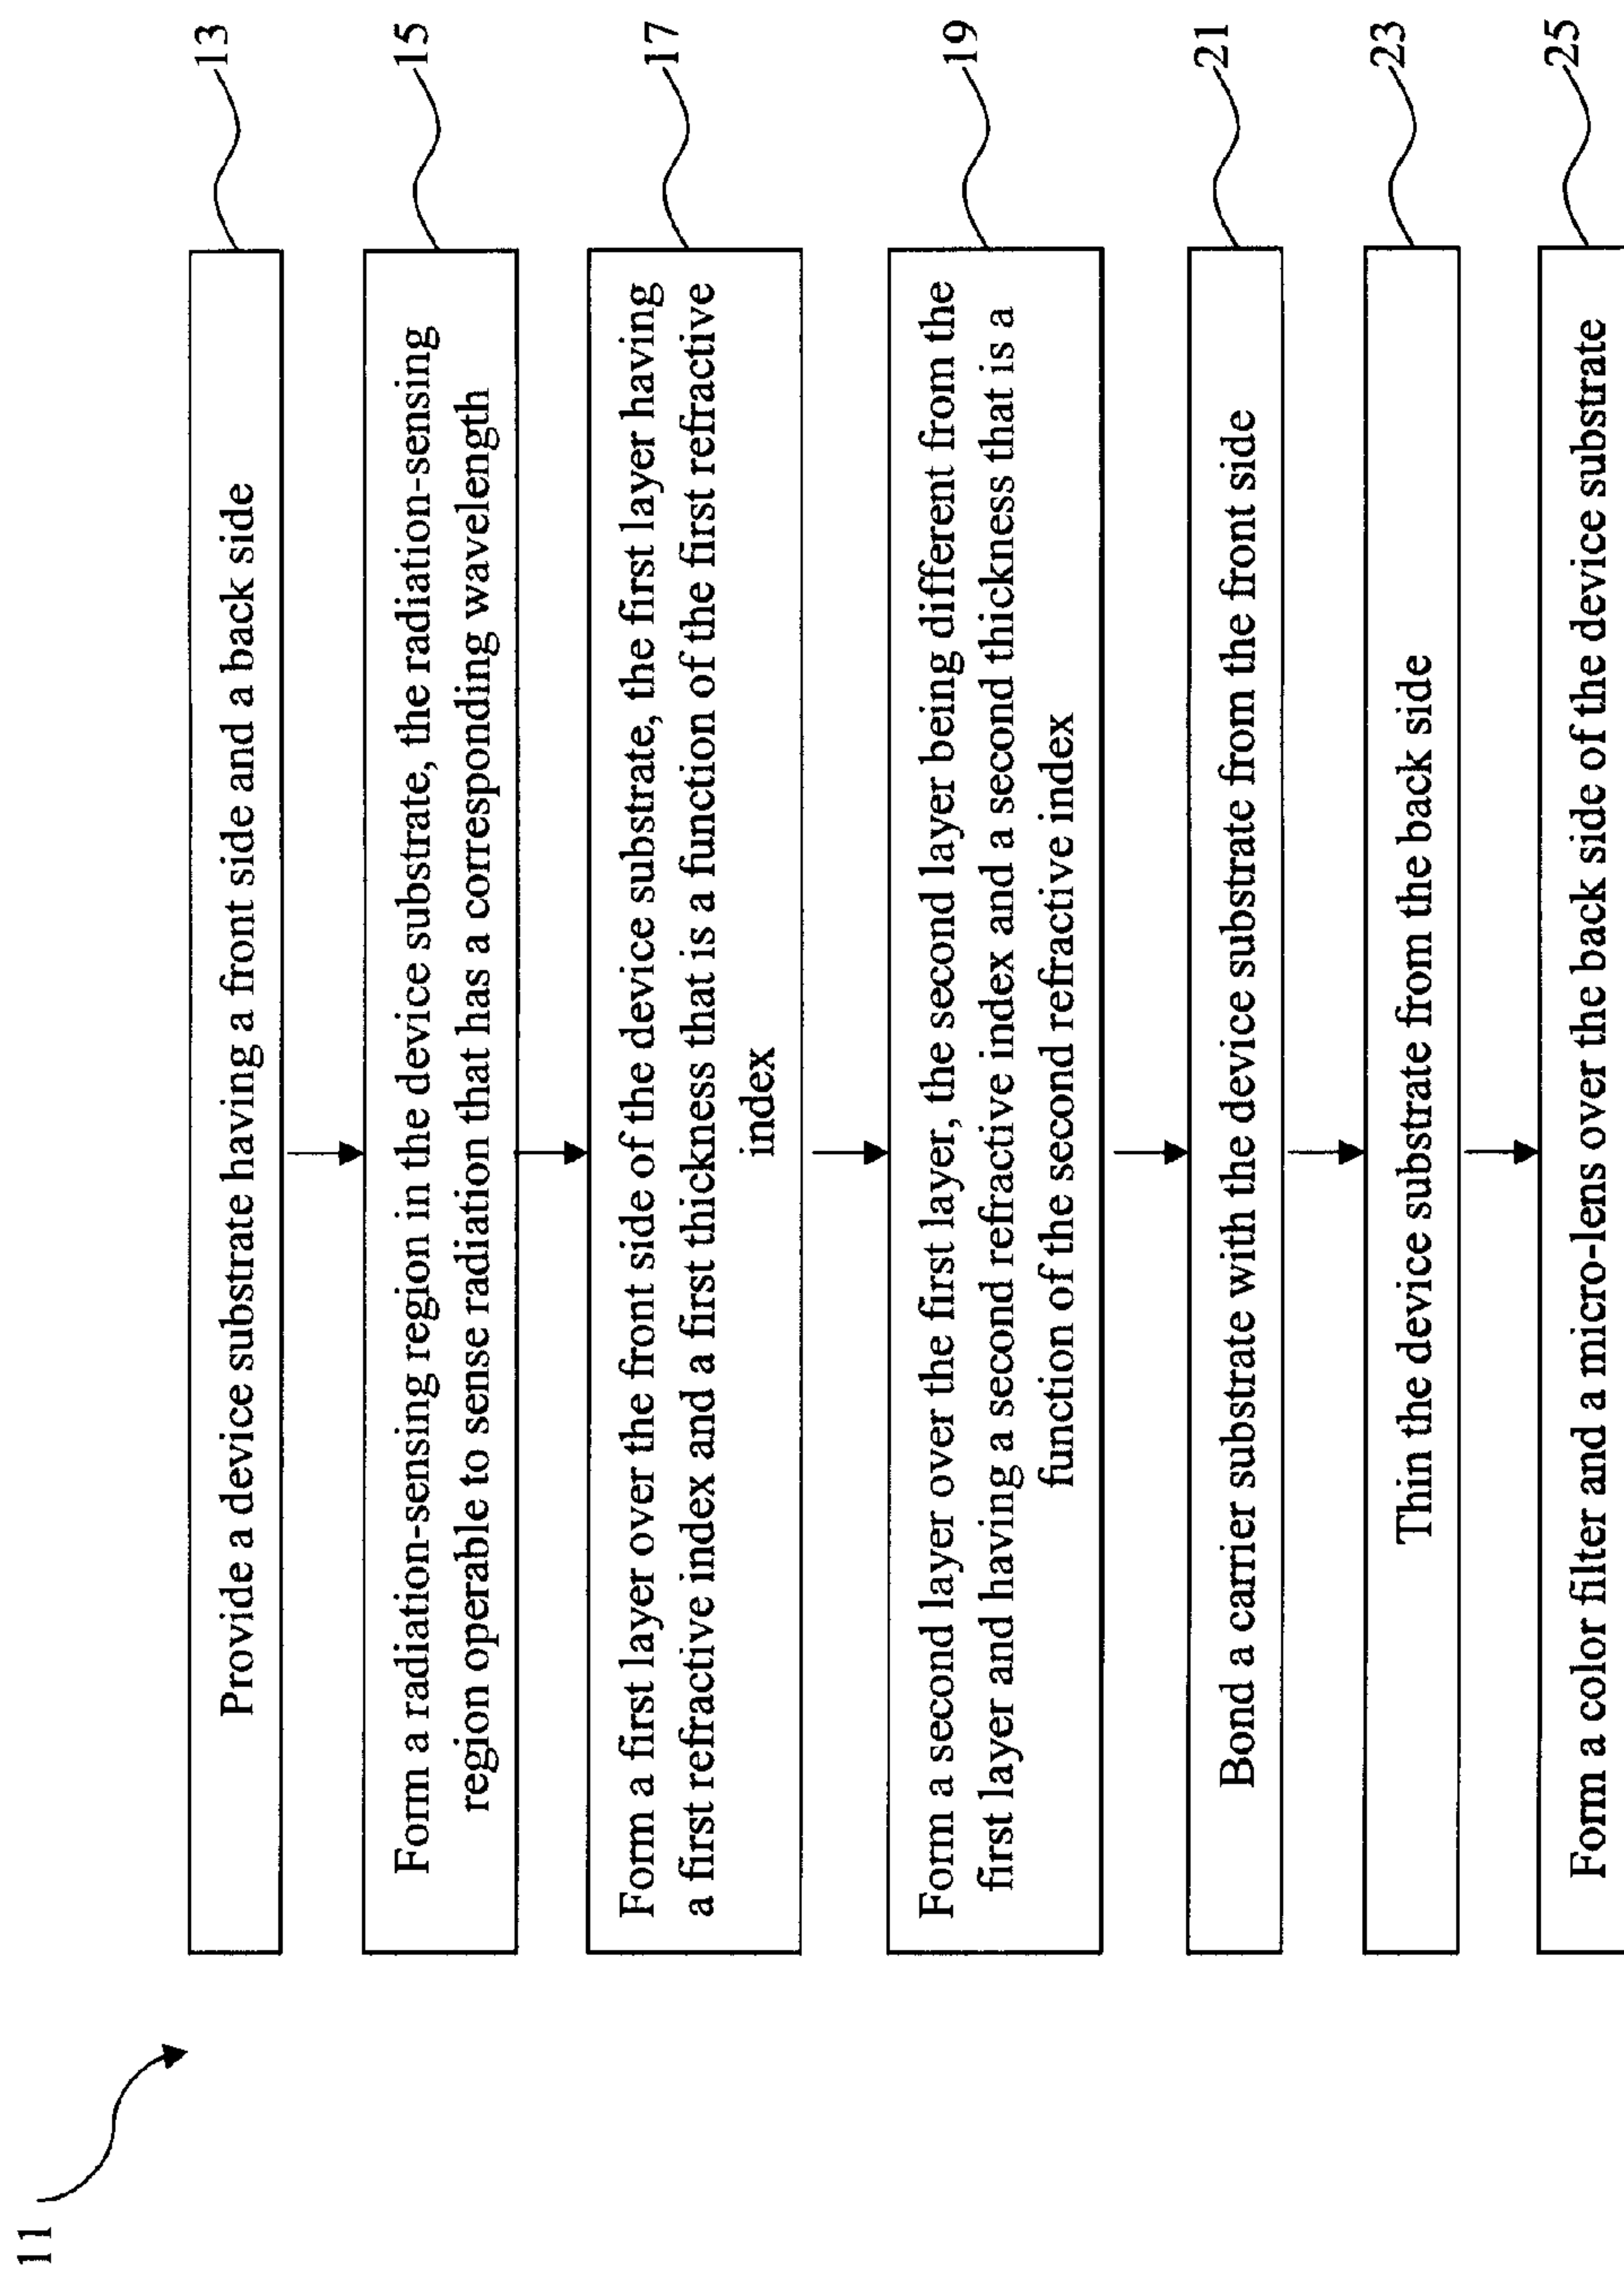 11
Provide a device substrate having a front side and a back side
13
Form a radiation-sensing region in the device substrate, the radiation-sensing
region operable to sense radiation that has a corresponding wavelength
15
Form a first layer over the front side of the device substrate, the first layer having
a first refractive index and a first thickness that is a function of the first refractive
index
17
Form a second layer over the first layer, the second layer being different from the
first layer and having a second refractive index and a second thickness that is a
function of the second refractive index
19
Bond a carrier substrate with the device substrate from the front side
21
Thin the device substrate from the back side
23
Form a color filter and a micro-lens over the back side of the device substrate
25